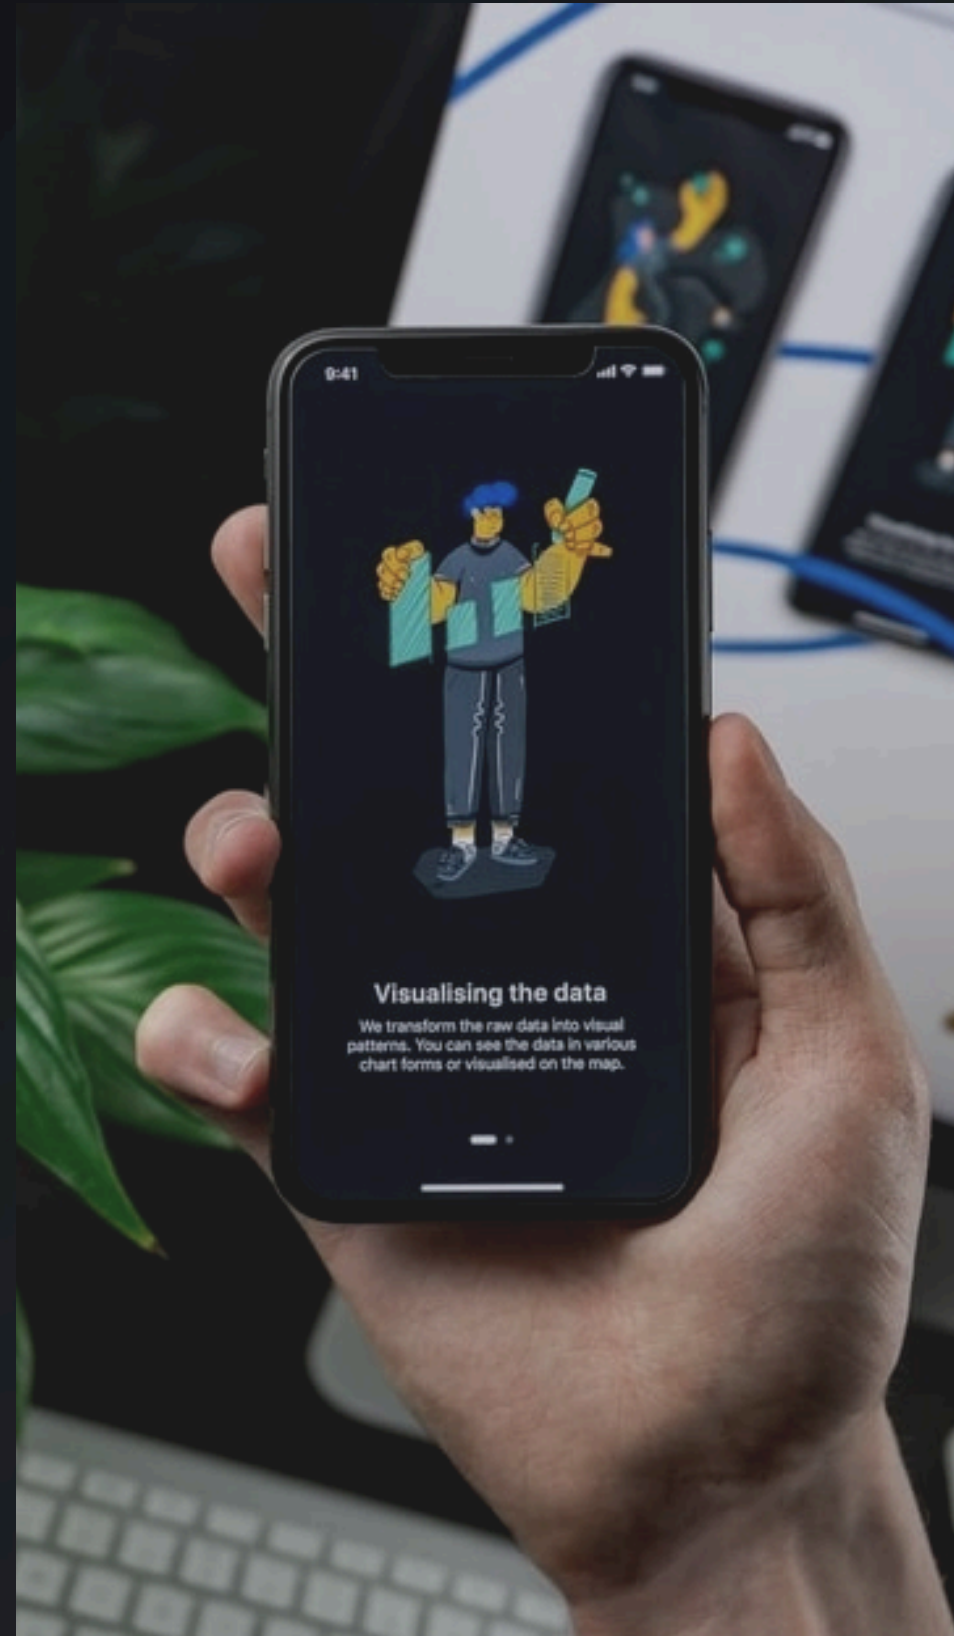 9:41
Visualising the data
We transform the raw data into visual
patterns. You can see the data in various
chart forms or visualised on the map.